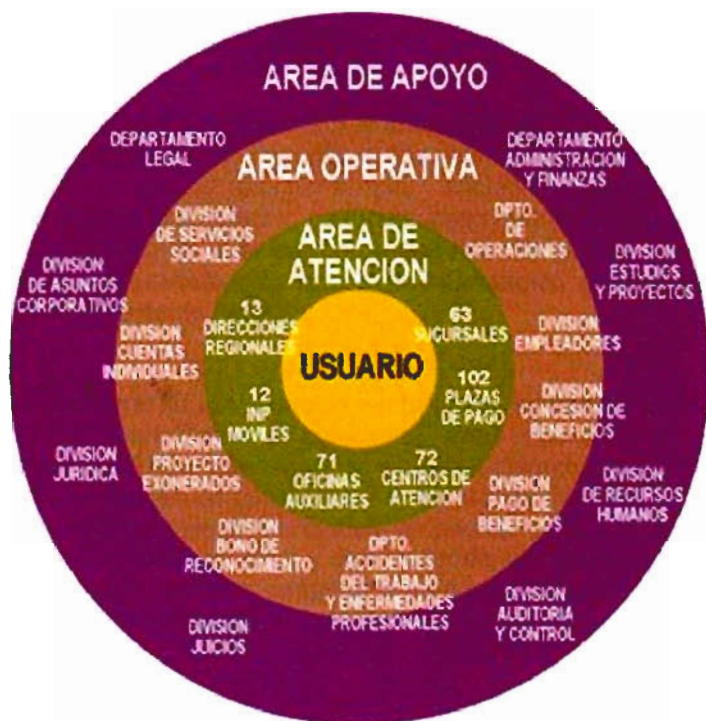 AREA DE APOYO
DEPARTAMENTO
LEGAL
DEPARTAMENTO
ADMINISTRACION
Y FINANZAS
DIVISION
DE ASUNTOS
CORPORATIVOS
DIVISION
ESTUDIOS
Y PROYECTOS
DIVISION
JURIDICA
DIVISION
DE RECURSOS
HUMANOS
DIVISION
JUICIOS
DIVISION
AUDITORIA
Y CONTROL
AREA OPERATIVA
DIVISION
DE SERVICIOS
SOCIALES
DPTO.
DE
OPERACIONES
DIVISION
CUENTAS
INDIVIDUALES
DIVISION
EMPLEADORES
DIVISION
PROYECTO
EXONERADOS
DIVISION
CONCESION DE
BENEFICIOS
DIVISION
BONO DE
RECONOCIMIENTO
DIVISION
PAGO DE
BENEFICIOS
DPTO.
ACCIDENTES
DEL TRABAJO
Y ENFERMEDADES
PROFESIONALES
AREA DE
ATENCION
13
DIRECCIONES
REGIONALES
63
SUCURSALES
12
INP
MOVILES
102
PLAZAS
DE PAGO
71
OFICINAS
AUXILIARES
72
CENTROS DE
ATENCION
USUARIO